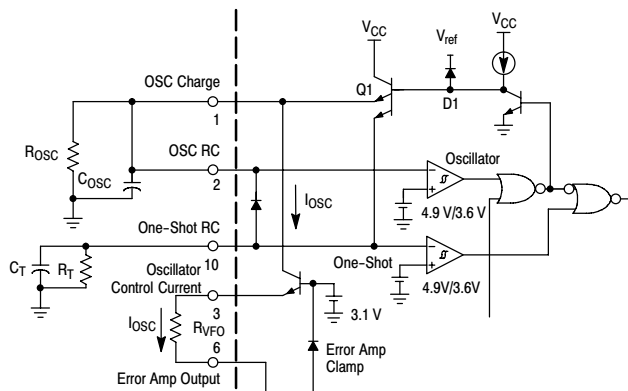 VCC
VCC
Vref
OSC Charge
Q1
D1
1
ROSC
COSC
OSC RC
2
Oscillator
IOSC
4.9 V/3.6 V
One-Shot RC
CT
RT
10
One-Shot
Oscillator
Control Current
4.9V/3.6V
3
3.1 V
IOSC
RVFO
6
Error Amp
Clamp
Error Amp Output